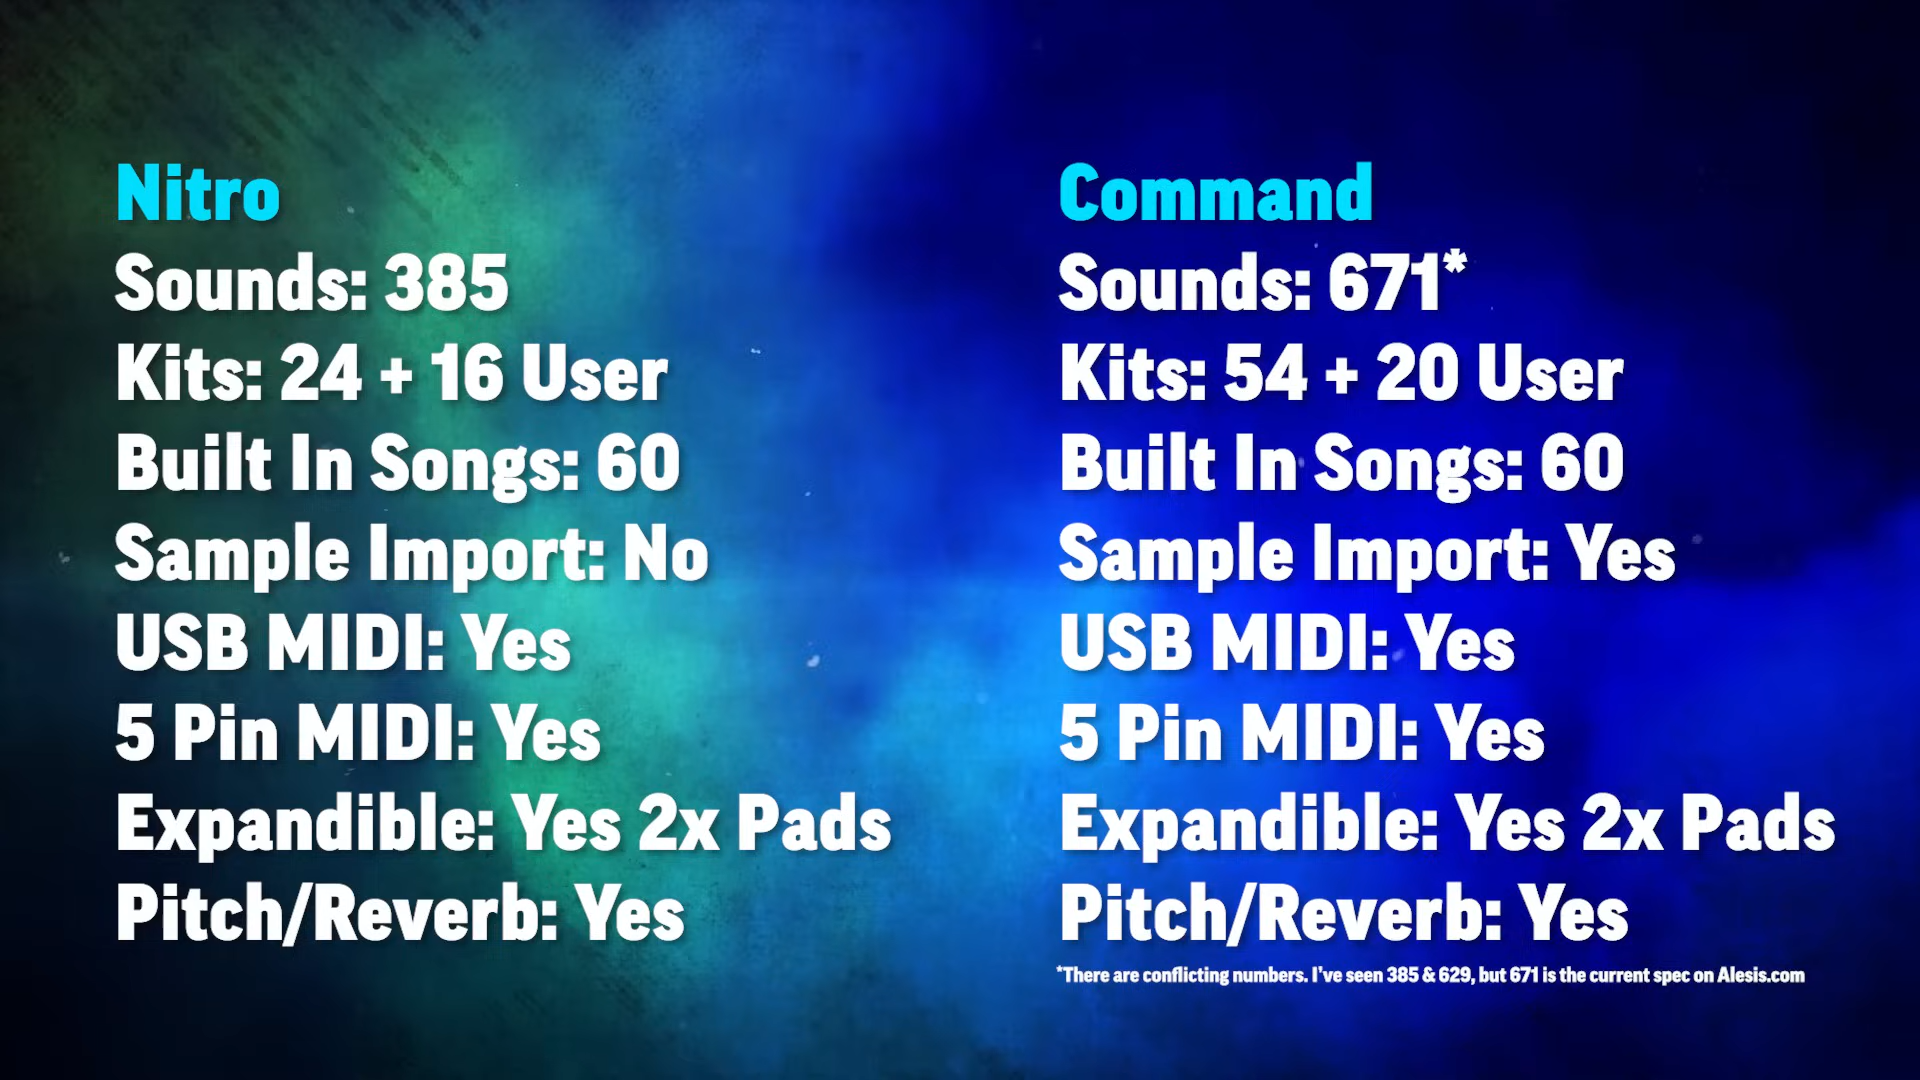 Nitro
Sounds: 385
Kits: 24 + 16 User
Built In Songs: 60
Sample Import: No
USB MIDI: Yes
5 Pin MIDI: Yes
Expandible: Yes 2x Pads
Pitch/Reverb: Yes
Command
Sounds: 671*
Kits: 54 + 20 User
Built In Songs: 60
Sample Import: Yes
USB MIDI: Yes
5 Pin MIDI: Yes
Expandible: Yes 2x Pads
Pitch/Reverb: Yes
*There are conflicting numbers. I've seen 385 & 629, but 671 is the current spec on Alesis.com